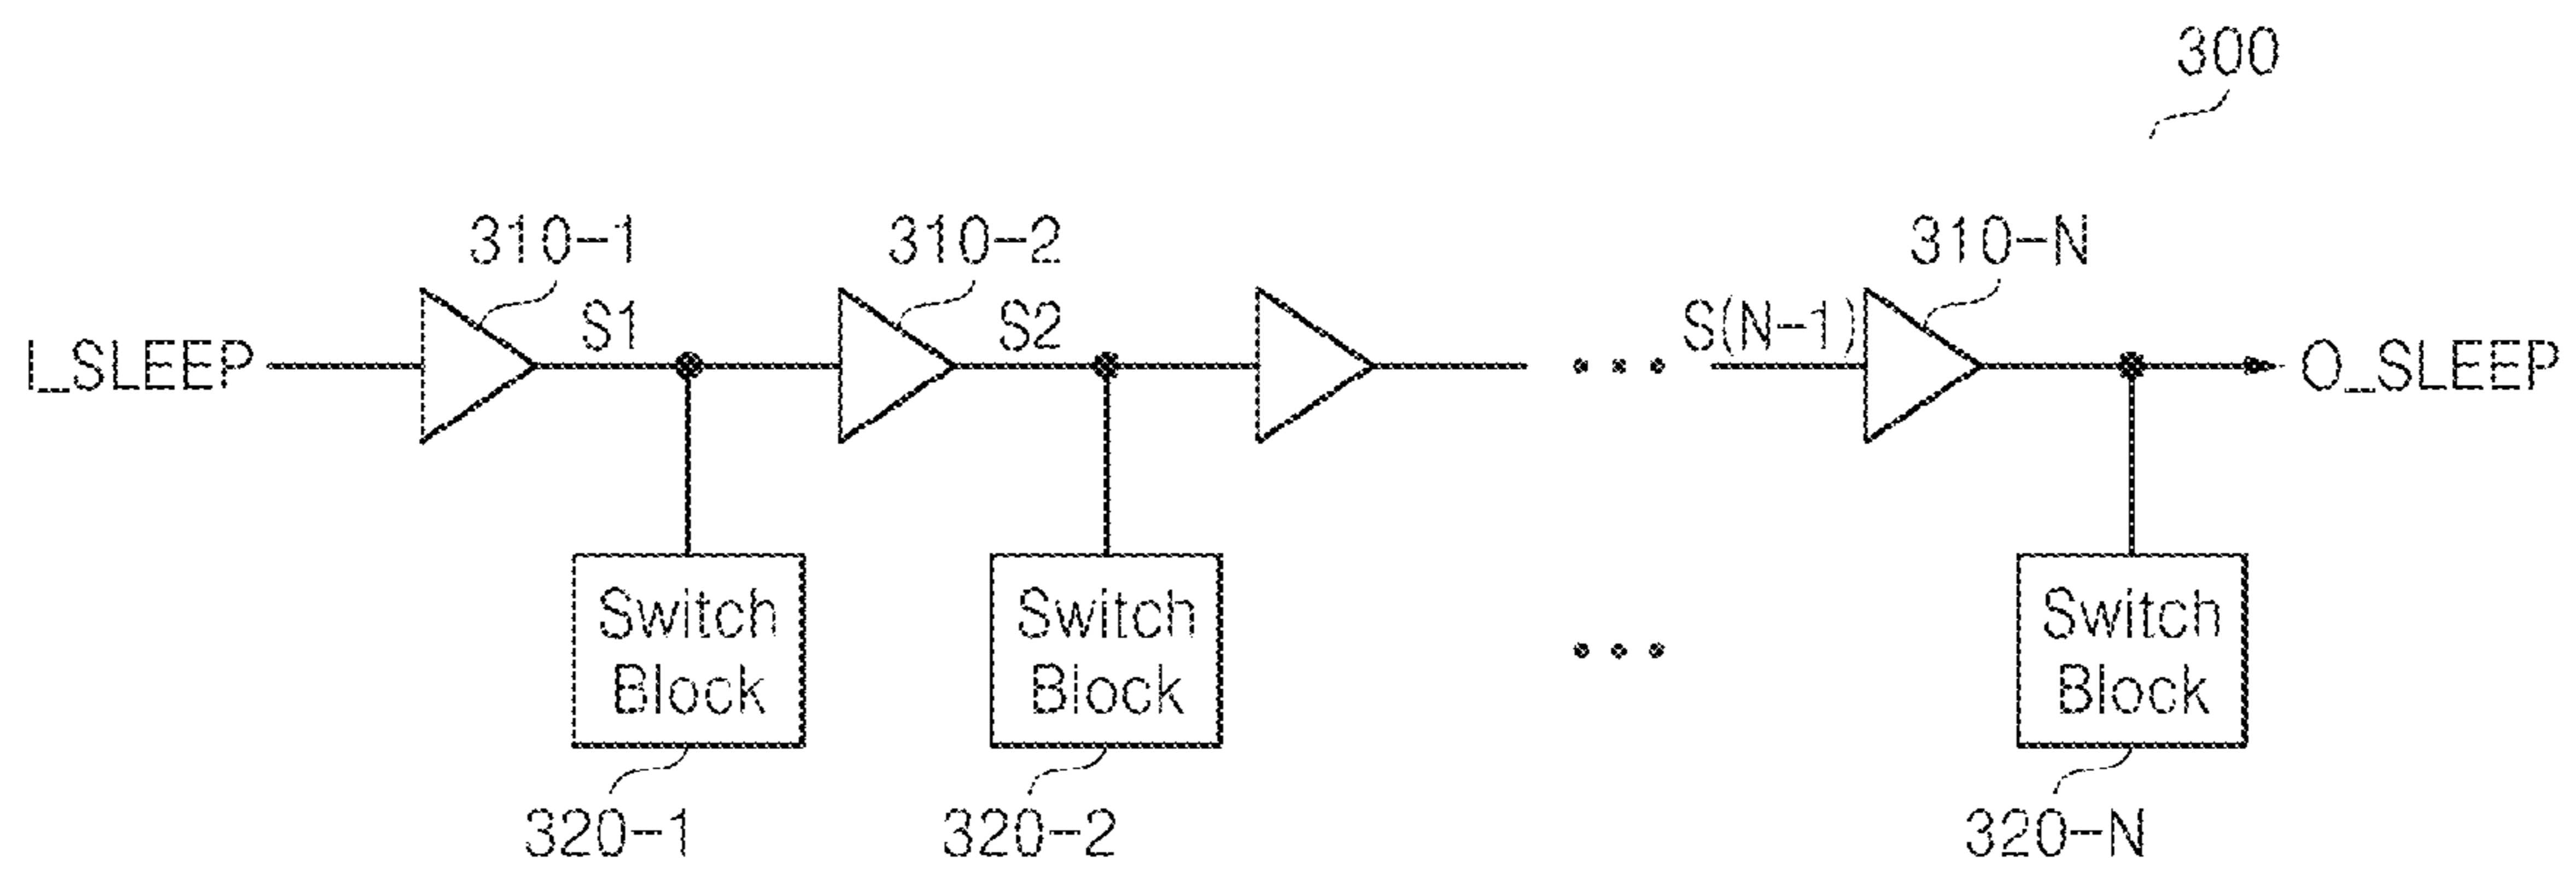 300
310-1
310-2
310-N
I_SLEEP
S1
S2
S(N-1)
O_SLEEP
Switch
Block
Switch
Block
Switch
Block
320-1
320-2
320-N